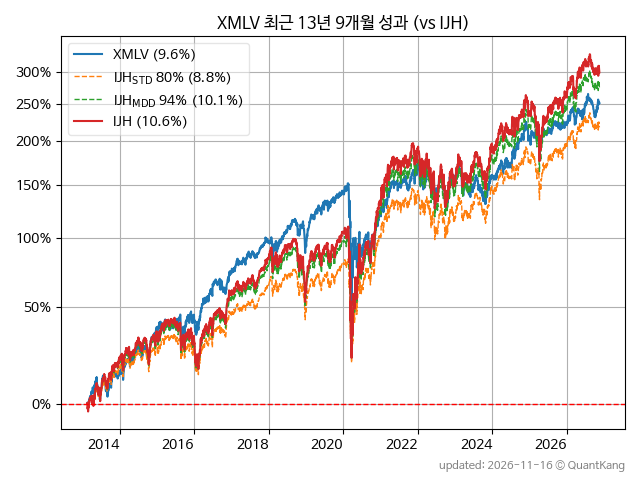 XMLV 최근 13년 9개월 성과 (vs IJH)
XMLV (9.6%)
IJH_STD 80% (8.8%)
IJH_MDD 94% (10.1%)
IJH (10.6%)
300%
250%
200%
150%
100%
50%
0%
2014 2016 2018 2020 2022 2024 2026
updated: 2026-11-16 © QuantKang